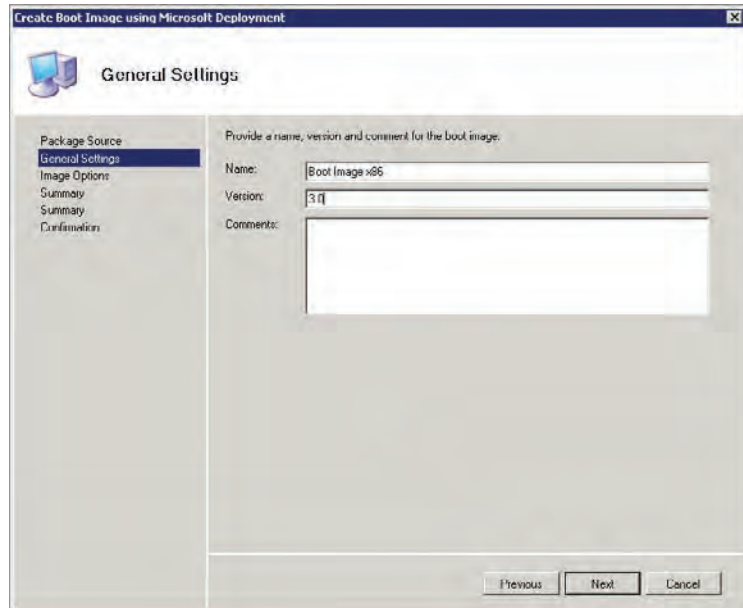 Create Boot Image using Microsoft Deployment
General Settings
Package Source
General Settings
Image Options
Summary
Summary
Confirmation
Provide a name, version and comment for the boot image.
Name: Boot Image x86
Version: 3.0
Comments:
Previous Next Cancel